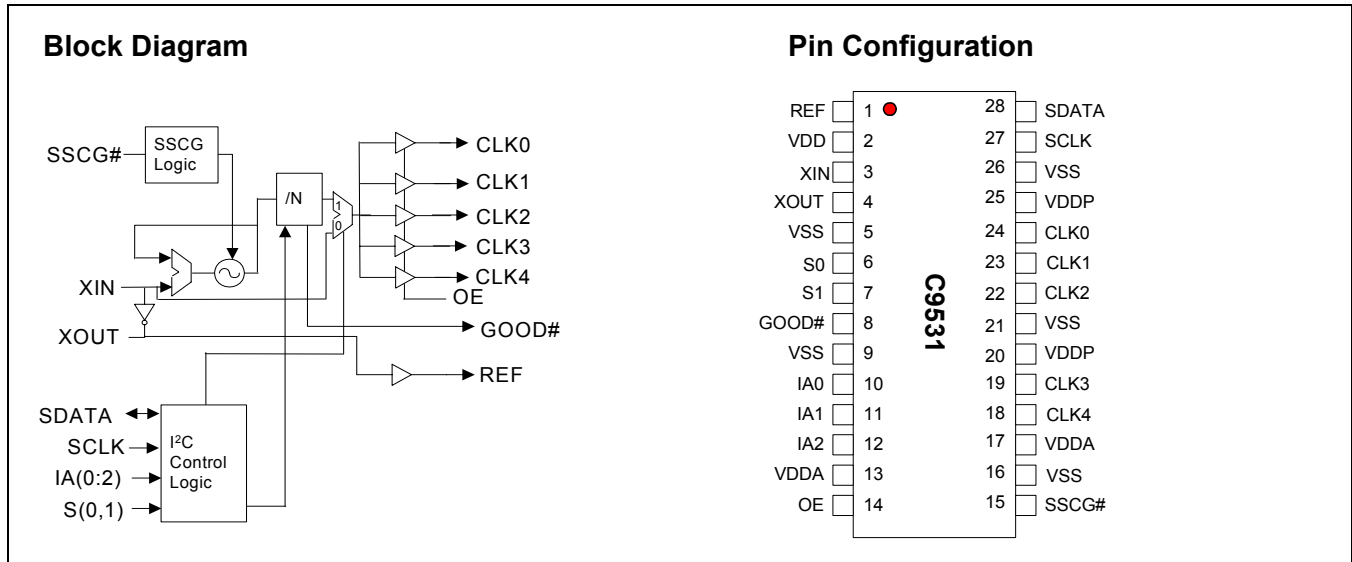 Block Diagram
SSCG#
SSCG
Logic
/N
1
0
CLK0
CLK1
CLK2
CLK3
CLK4
OE
XIN
XOUT
GOOD#
REF
SDATA
SCLK
IA(0:2)
S(0,1)
I²C
Control
Logic
Pin Configuration
REF 1 28 SDATA
VDD 2 27 SCLK
XIN 3 26 VSS
XOUT 4 25 VDDP
VSS 5 24 CLK0
S0 6 23 CLK1
S1 7 22 CLK2
GOOD# 8 21 VSS
VSS 9 20 VDDP
IA0 10 19 CLK3
IA1 11 18 CLK4
IA2 12 17 VDDA
VDDA 13 16 VSS
OE 14 15 SSCG#
C9531